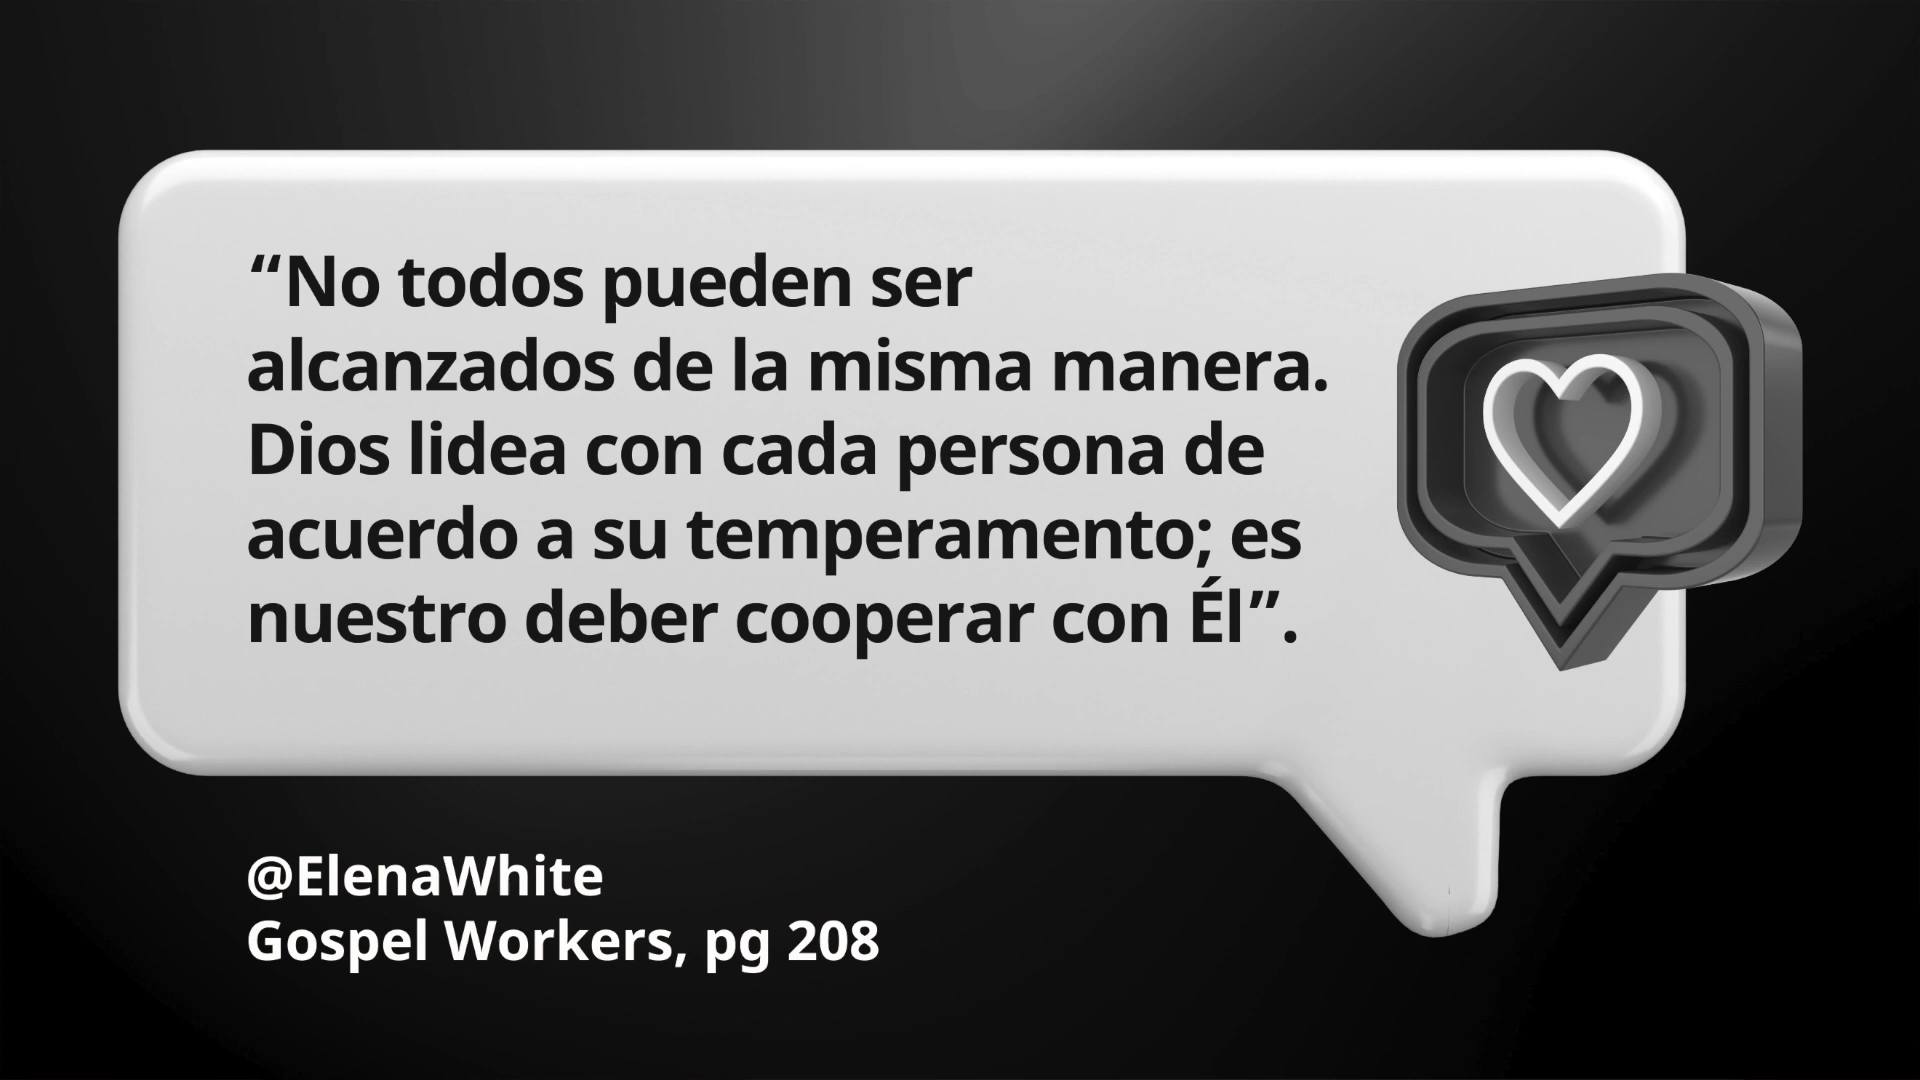 “No todos pueden ser
alcanzados de la misma manera.
Dios lidea con cada persona de
acuerdo a su temperamento; es
nuestro deber cooperar con Él”.
@ElenaWhite
Gospel Workers, pg 208